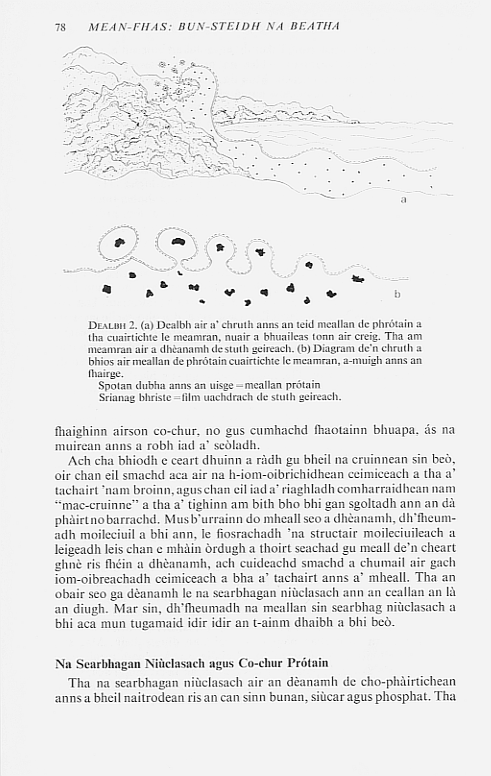 78 MEAN-FHAS: BUN-STEIDH NA BEATHA
a
b
DEALBH 2. (a) Dealbh air a' chruth anns an teid meallan de phrótain a
tha cuairtichte le meamran, nuair a bhuaileas tonn air creig. Tha am
meamran air a dhèanamh de stuth geireach. (b) Diagram de'n chruth a
bhios air meallan de phrótain cuairtichte le meamran, a-muigh anns an
fhairge.
Spotan dubha anns an uisge = meallan prótain
Srianag bhriste = film uachdrach de stuth geireach.
fhaighinn airson co-chur, no gus cumhachd fhaotainn bhuapa, ás na
muirean anns a robh iad a' seòladh.
Ach cha bhiodh e ceart dhuinn a ràdh gu bheil na cruinnean sin beò,
oir chan eil smachd aca air na h-iom-oibrichidhean ceimiceach a tha a'
tachairt 'nam broinn, agus chan eil iad a' riaghladh comharraidhean nam
"mac-cruinne" a tha a' tighinn am bith bho bhi gan sgoltadh ann an dà
phàirt no barrachd. Mus b'urrainn do mheall seo a dhèanamh, dh'fheum-
adh moileciuil a bhi ann, le fiosrachadh 'na structair moileciuileach a
leigeadh leis chan e mhàin òrdugh a thoirt seachad gu meall de'n cheart
ghnè ris fhéin a dhèanamh, ach cuideachd smachd a chumail air gach
iom-oibreachadh ceimiceach a bha a' tachairt anns a' mheall. Tha an
obair seo ga dèanamh le na searbhagan niùclasach ann an ceallan an là
an diugh. Mar sin, dh'fheumadh na meallan sin searbhag niùclasach a
bhi aca mun tugamaid idir idir an t-ainm dhaibh a bhi beò.
Na Searbhagan Niùclasach agus Co-chur Prótain
Tha na searbhagan niùclasach air an dèanamh de cho-phàirtichean
anns a bheil naitrodean ris an can sinn bunan, siùcar agus phosphat. Tha